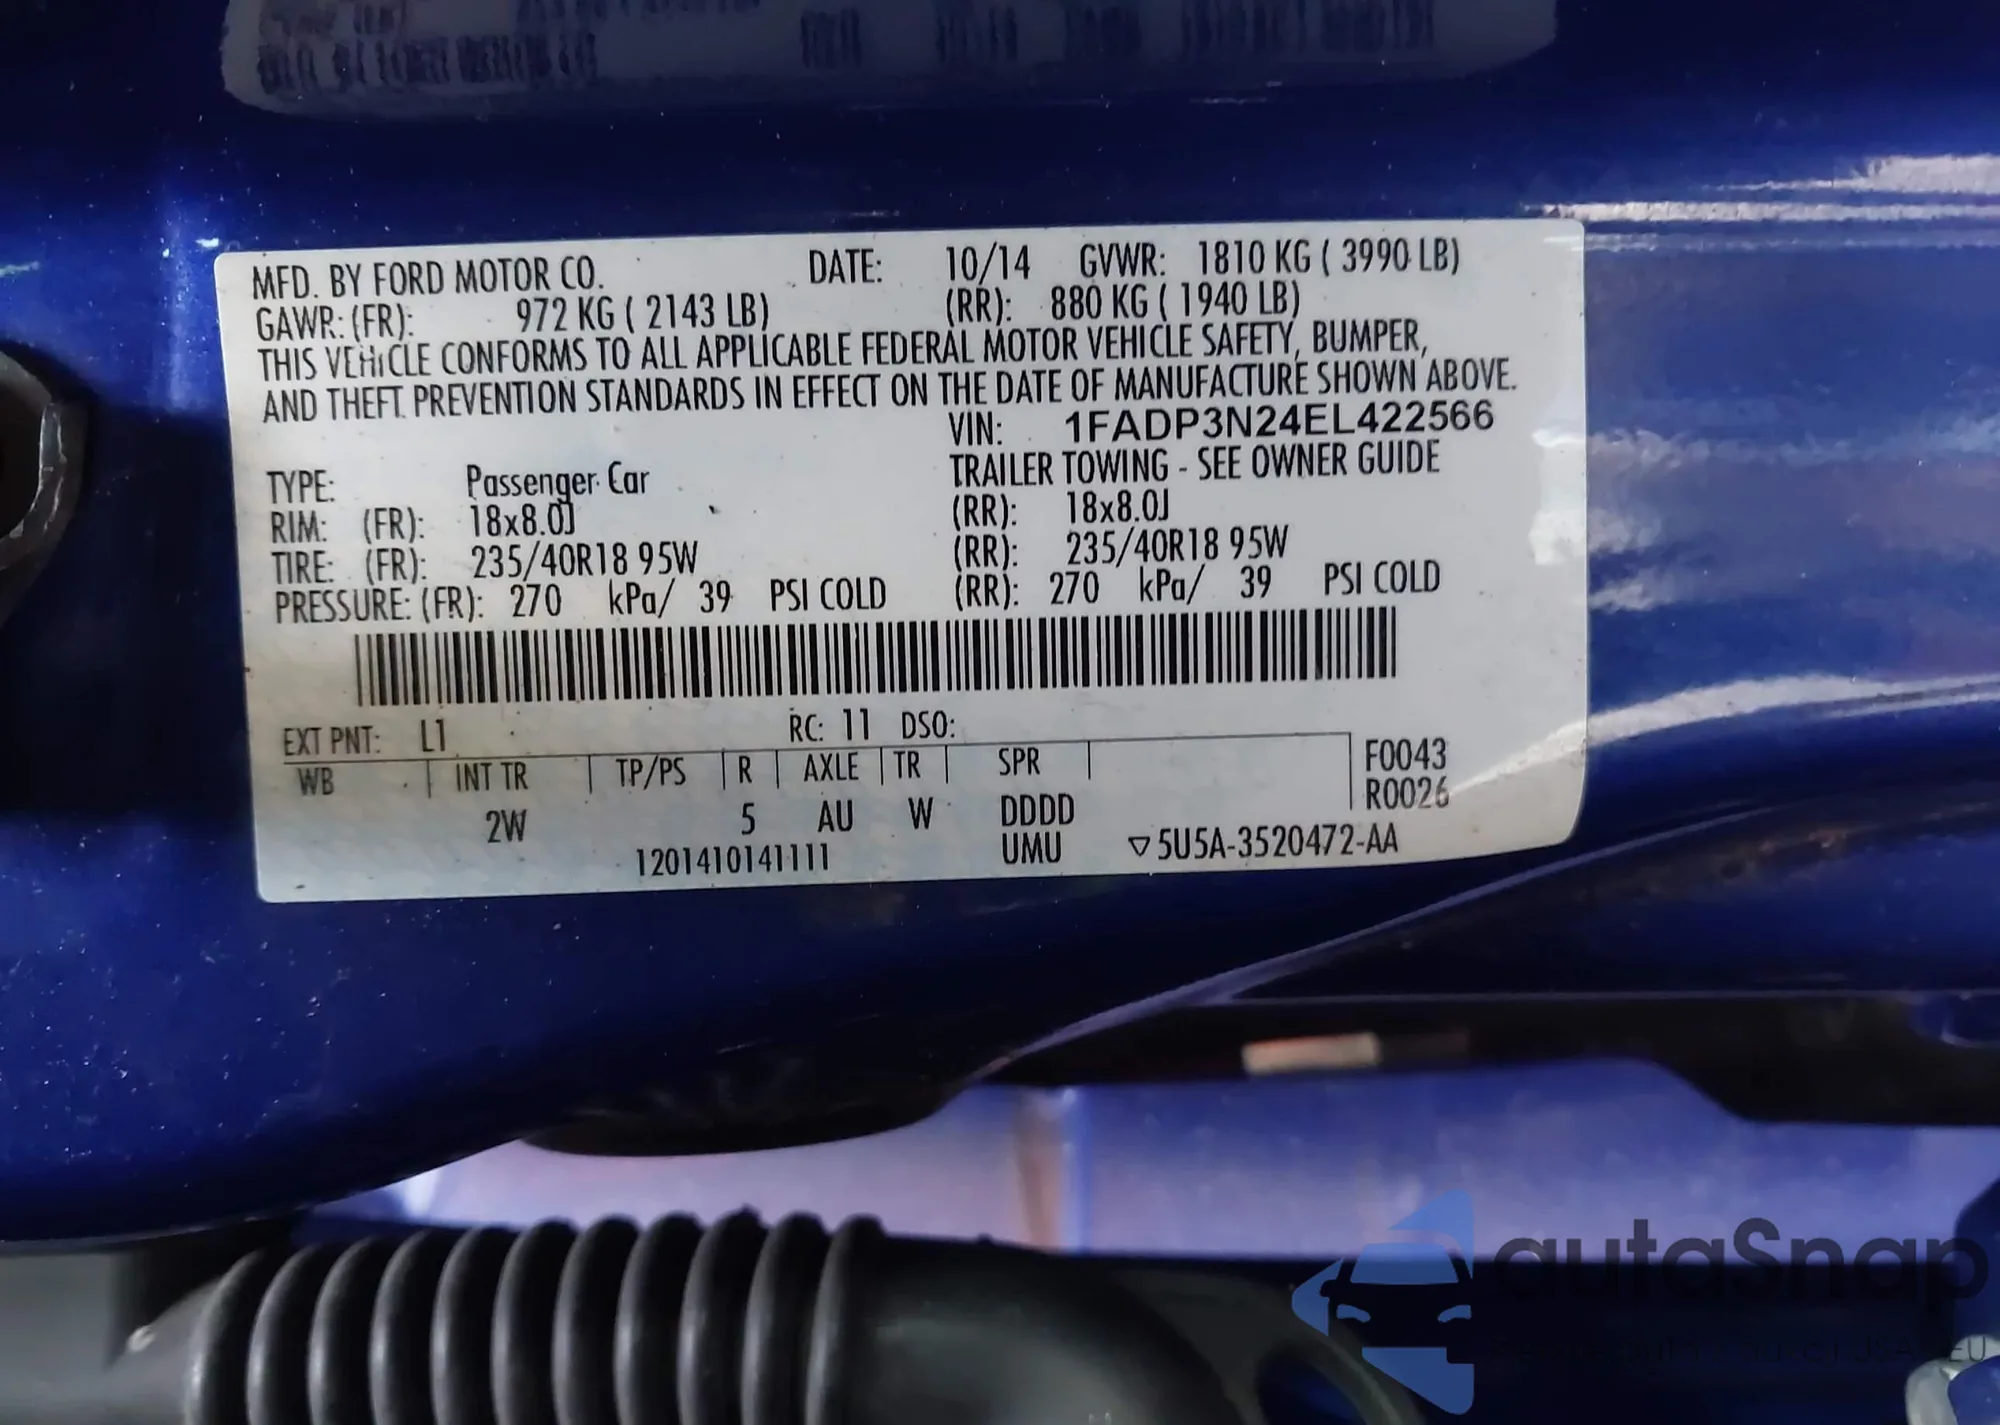 MFD. BY FORD MOTOR CO. DATE: 10/14 GVWR: 1810 KG ( 3990 LB)
GAWR: (FR): 972 KG ( 2143 LB) (RR): 880 KG ( 1940 LB)
THIS VEHICLE CONFORMS TO ALL APPLICABLE FEDERAL MOTOR VEHICLE SAFETY, BUMPER,
AND THEFT PREVENTION STANDARDS IN EFFECT ON THE DATE OF MANUFACTURE SHOWN ABOVE.
VIN: 1FADP3N24EL422566
TYPE: Passenger Car TRAILER TOWING - SEE OWNER GUIDE
RIM: (FR): 18x8.0J (RR): 18x8.0J
TIRE: (FR): 235/40R18 95W (RR): 235/40R18 95W
PRESSURE: (FR): 270 kPa/ 39 PSI COLD (RR): 270 kPa/ 39 PSI COLD
EXT PNT: L1 RC: 11 DSO:
WB INT TR TP/PS R AXLE TR SPR F0043
R0026
2W 5 AU W DDDD
1201410141111 UMU ▽5U5A-3520472-AA
autaSnap